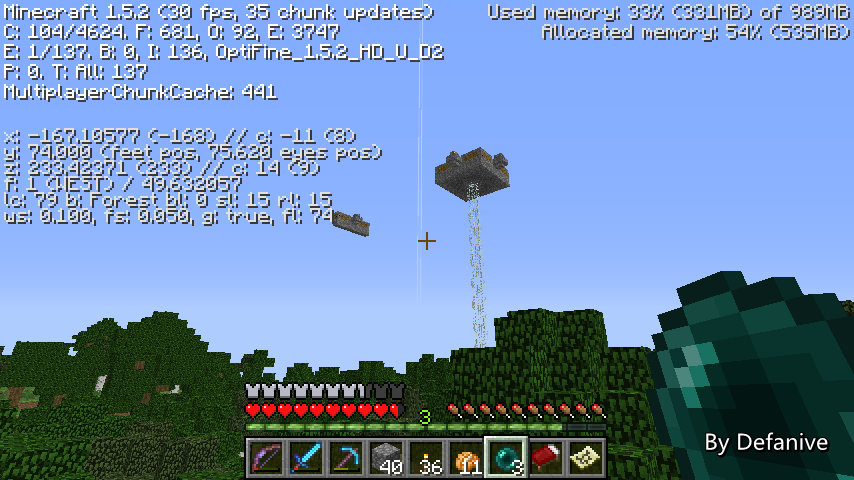 Minecraft 1.5.2 (30 fps, 35 chunk updates)
C: 104/4624, F: 681, O: 92, E: 3747
E: 1/137. B: 0, I: 136, OptiFine_1.5.2_HD_U_D2
P: 0. T: All: 137
MultiplayerChunkCache: 441
Used memory: 33% (331MB) of 989MB
Allocated memory: 54% (535MB)
x: -167.10577 (-168) // c: -11 (8)
y: 74.000 (feet pos, 75.620 eyes pos)
z: 233.42371 (233) // c: 14 (9)
f: 1 (WEST) / 49.632057
lc: 79 b: Forest bl: 0 sl: 15 rl: 15
ws: 0.100, fs: 0.050, g: true, fl: 74
3
40
36
11
3
By Defanive